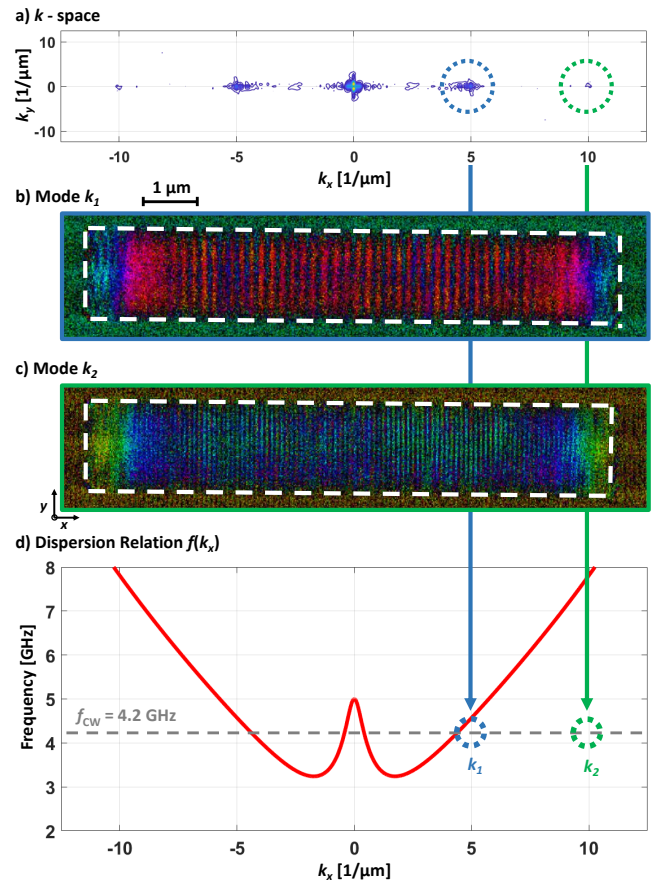 a) k - space
10
0
-10
k_y [1/µm]
-10 -5 0 5 10
k_x [1/µm]
b) Mode k_1
1 µm
c) Mode k_2
y
x
d) Dispersion Relation f(k_x)
8
7
6
5
4
3
2
Frequency [GHz]
f_CW = 4.2 GHz
k_1
k_2
-10 -5 0 5 10
k_x [1/µm]